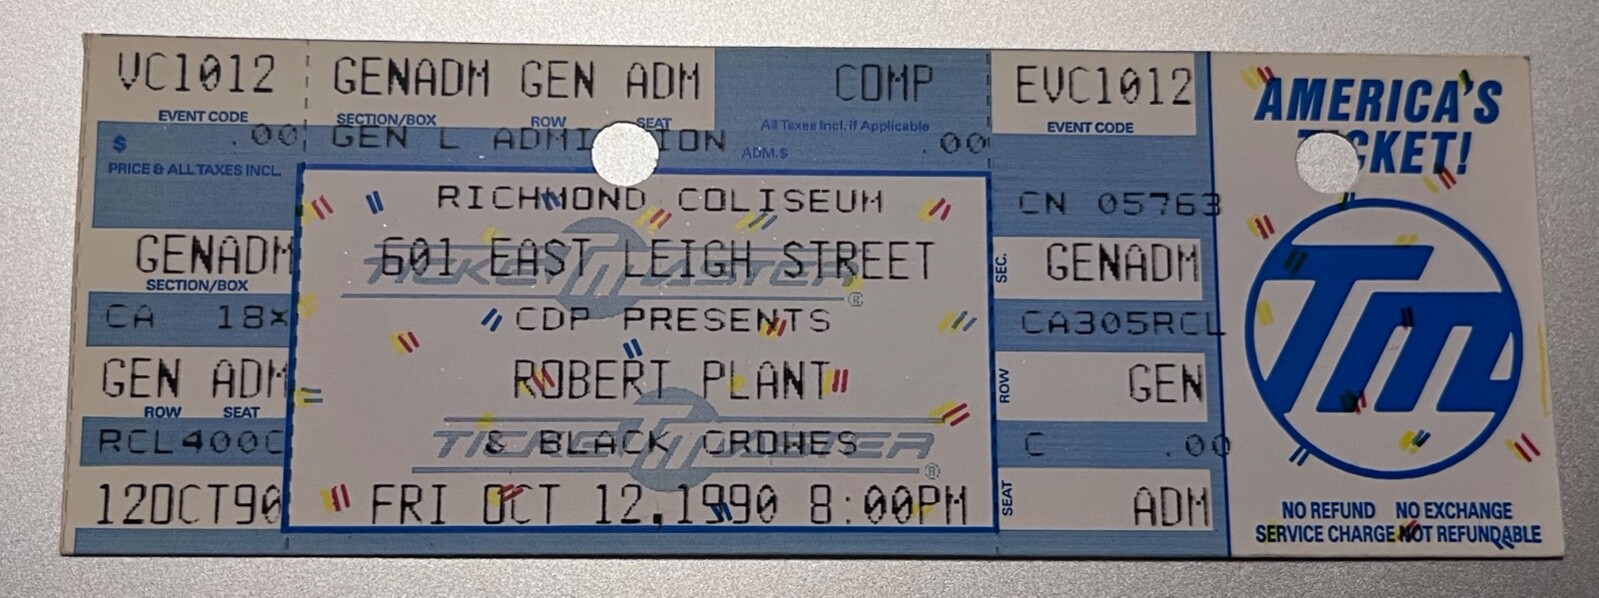 VC1012 GENADM GEN ADM COMP EVC1012
EVENT CODE SECTION/BOX ROW SEAT All Taxes Incl. if Applicable EVENT CODE
$ .00 GEN L ADMI ION ADM.$ .00
PRICE & ALL TAXES INCL.
RICHMOND COLISEUM CN 05763
GENADM 601 EAST LEIGH STREET SEC. GENADM
SECTION/BOX TICKETMASTER ®
CA 18x CDP PRESENTS CA305RCL
GEN ADM ROBERT PLANT ROW GEN
ROW SEAT
RCL400C & BLACK CROWES C .00
TICKETMASTER ®
12OCT90 FRI OCT 12,1990 8:00PM SEAT ADM
AMERICA'S
TICKET!
Tm
NO REFUND NO EXCHANGE
SERVICE CHARGE NOT REFUNDABLE